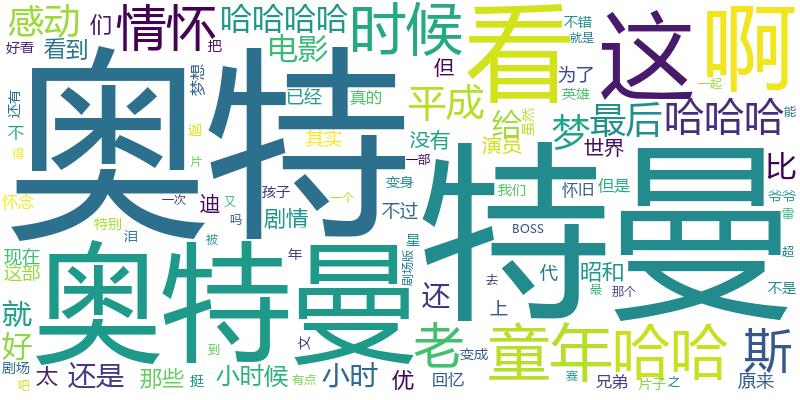 感动
们
情怀
哈哈哈哈
时候
看
这
啊
不错
就是
好看
看到
把
电影
但
为了
英雄
一起
梦想
已经
真的
平成
给
虽然
梦
最后
哈哈哈
能
还有
不
奥特
迦
其实
没有
演员
世界
比
得
片
一部
特曼
怀念
一次
迪
又
孩子
一个
变身
不过
我们
怀旧
但是
爷爷
雷
特别
泪
吗
剧情
BOSS
现在
这部
奥特曼
被
年
剧场版
星
还
去
代
昭和
超
最
那个
不是
就
上
好
到
女
老
童年
哈哈
斯
剧场
吧
太
还是
那些
挺
小时候
有点
小时
优
回忆
变成
赛
兄弟
片子
之
原来